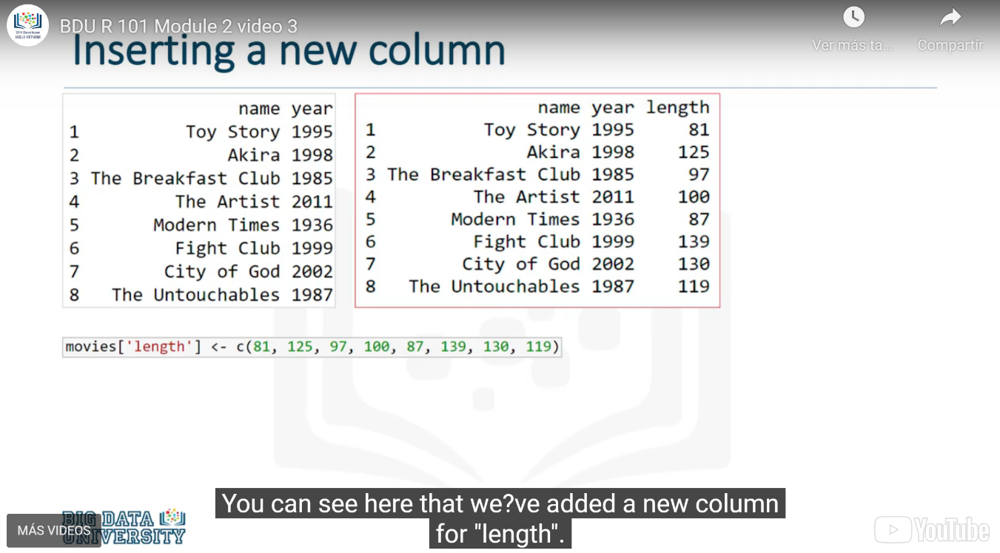 BDU R 101 Module 2 video 3
Ver más ta...
Compartir
Inserting a new column
name year
1 Toy Story 1995
2 Akira 1998
3 The Breakfast Club 1985
4 The Artist 2011
5 Modern Times 1936
6 Fight Club 1999
7 City of God 2002
8 The Untouchables 1987
name year length
1 Toy Story 1995 81
2 Akira 1998 125
3 The Breakfast Club 1985 97
4 The Artist 2011 100
5 Modern Times 1936 87
6 Fight Club 1999 139
7 City of God 2002 130
8 The Untouchables 1987 119
movies['length'] <- c(81, 125, 97, 100, 87, 139, 130, 119)
You can see here that we?ve added a new column
for "length".
BIG DATA
UNIVERSITY
MÁS VIDEOS
YouTube